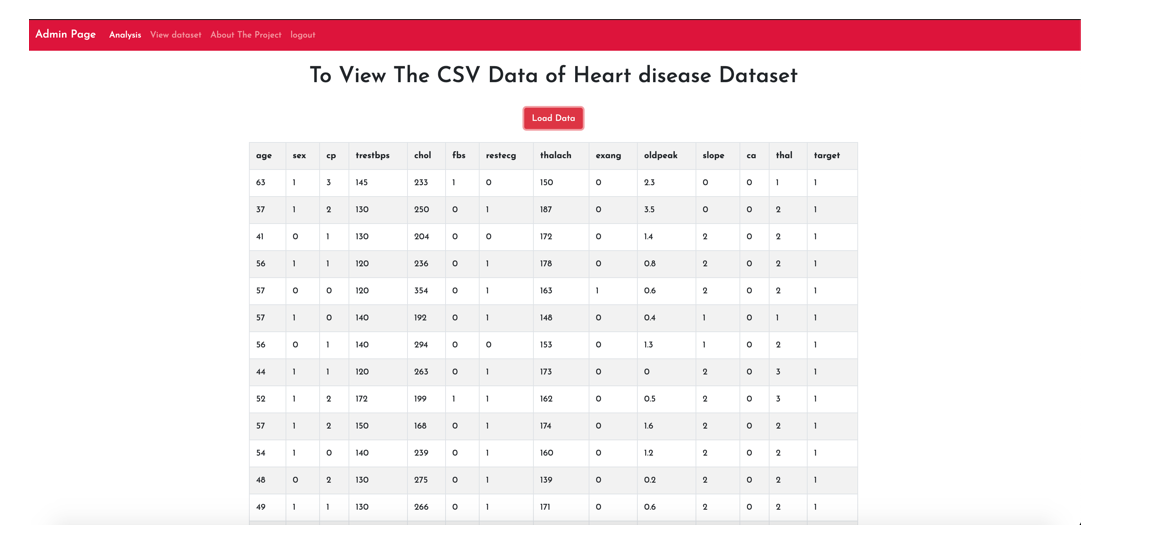 Admin Page Analysis View dataset About The Project logout
To View The CSV Data of Heart disease Dataset
Load Data
age sex cp trestbps chol fbs restecg thalach exang oldpeak slope ca thal target
63 1 3 145 233 1 0 150 0 2.3 0 0 1 1
37 1 2 130 250 0 1 187 0 3.5 0 0 2 1
41 0 1 130 204 0 0 172 0 1.4 2 0 2 1
56 1 1 120 236 0 1 178 0 0.8 2 0 2 1
57 0 0 120 354 0 1 163 1 0.6 2 0 2 1
57 1 0 140 192 0 1 148 0 0.4 1 0 1 1
56 0 1 140 294 0 0 153 0 1.3 1 0 2 1
44 1 1 120 263 0 1 173 0 0 2 0 3 1
52 1 2 172 199 1 1 162 0 0.5 2 0 3 1
57 1 2 150 168 0 1 174 0 1.6 2 0 2 1
54 1 0 140 239 0 1 160 0 1.2 2 0 2 1
48 0 2 130 275 0 1 139 0 0.2 2 0 2 1
49 1 1 130 266 0 1 171 0 0.6 2 0 2 1